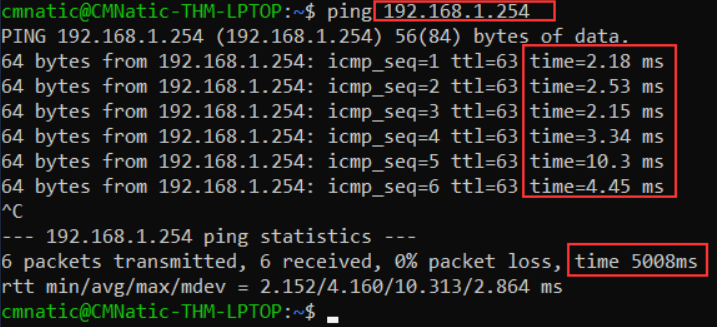 cmnatic@CMNatic-THM-LPTOP:~$ ping 192.168.1.254
PING 192.168.1.254 (192.168.1.254) 56(84) bytes of data.
64 bytes from 192.168.1.254: icmp_seq=1 ttl=63 time=2.18 ms
64 bytes from 192.168.1.254: icmp_seq=2 ttl=63 time=2.53 ms
64 bytes from 192.168.1.254: icmp_seq=3 ttl=63 time=2.15 ms
64 bytes from 192.168.1.254: icmp_seq=4 ttl=63 time=3.34 ms
64 bytes from 192.168.1.254: icmp_seq=5 ttl=63 time=10.3 ms
64 bytes from 192.168.1.254: icmp_seq=6 ttl=63 time=4.45 ms
^C
--- 192.168.1.254 ping statistics ---
6 packets transmitted, 6 received, 0% packet loss, time 5008ms
rtt min/avg/max/mdev = 2.152/4.160/10.313/2.864 ms
cmnatic@CMNatic-THM-LPTOP:~$